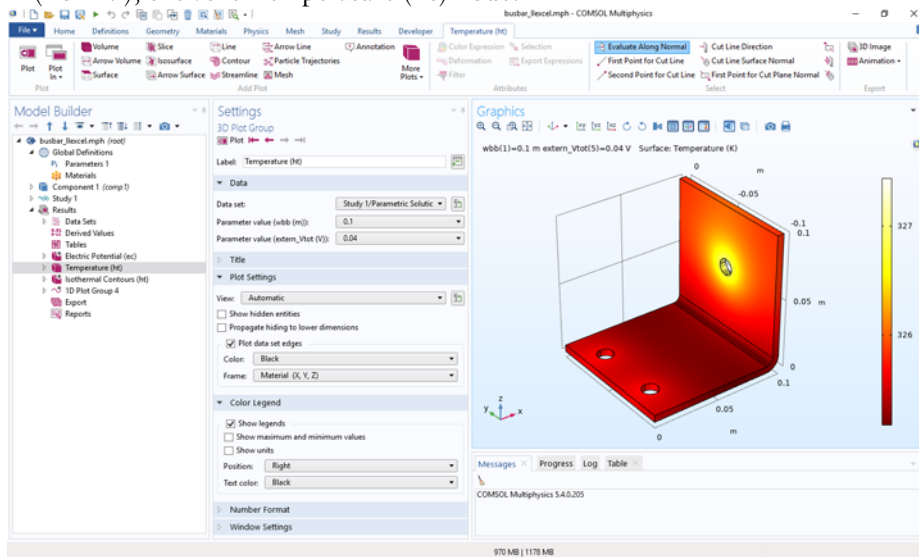 busbar_llexcel.mph - COMSOL Multiphysics
File Home Definitions Geometry Materials Physics Mesh Study Results Developer Temperature (ht)
Plot
Plot In
Volume
Arrow Volume
Surface
Slice
Isosurface
Arrow Surface
Line
Contour
Streamline
Arrow Line
Particle Trajectories
Mesh
Annotation
More Plots
Color Expression
Deformation
Filter
Selection
Export Expressions
Evaluate Along Normal
First Point for Cut Line
Second Point for Cut Line
Cut Line Direction
Cut Line Surface Normal
First Point for Cut Plane Normal
3D Image
Animation
Plot Add Plot Attributes Select Export
Model Builder
busbar_llexcel.mph (root)
Global Definitions
Parameters 1
Materials
Component 1 (comp1)
Study 1
Results
Data Sets
Derived Values
Tables
Electric Potential (ec)
Temperature (ht)
Isothermal Contours (ht)
1D Plot Group 4
Export
Reports
Settings
3D Plot Group
Plot
Label: Temperature (ht)
Data
Data set: Study 1/Parametric Solutic
Parameter value (wbb (m)): 0.1
Parameter value (extern_Vtot (V)): 0.04
Title
Plot Settings
View: Automatic
Show hidden entities
Propagate hiding to lower dimensions
Plot data set edges
Color: Black
Frame: Material (X, Y, Z)
Color Legend
Show legends
Show maximum and minimum values
Show units
Position: Right
Text color: Black
Number Format
Window Settings
Graphics
wbb(1)=0.1 m extern_Vtot(5)=0.04 V Surface: Temperature (K)
0
-0.05
-0.1
0.1
m
0.05 m
0
0.1
0.05
m
0
327
326
z
y x
Messages Progress Log Table
COMSOL Multiphysics 5.4.0.205
970 MB | 1178 MB